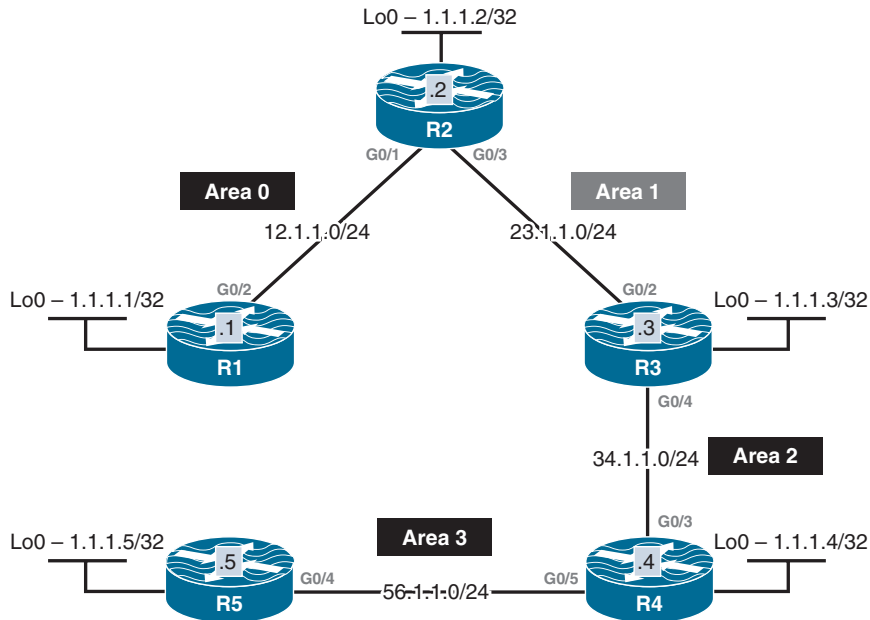 Lo0 – 1.1.1.2/32
.2
R2
G0/1
G0/3
Area 0
Area 1
12.1.1.0/24
23.1.1.0/24
G0/2
G0/2
Lo0 – 1.1.1.1/32
Lo0 – 1.1.1.3/32
.1
.3
R1
R3
G0/4
34.1.1.0/24
Area 2
G0/3
Lo0 – 1.1.1.5/32
Area 3
Lo0 – 1.1.1.4/32
.5
.4
G0/4
G0/5
56.1.1.0/24
R5
R4